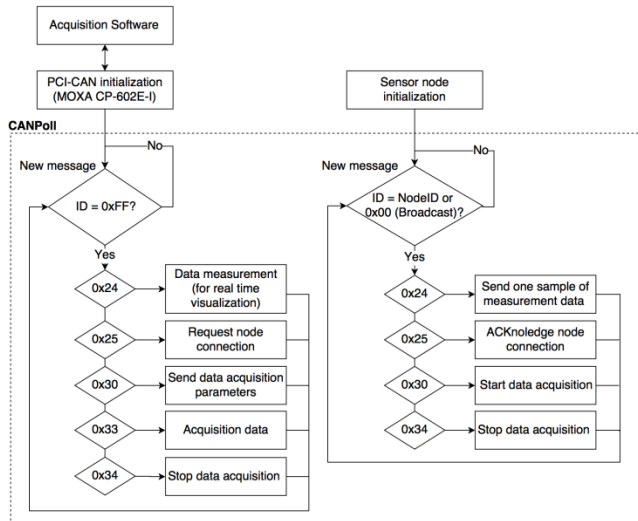 Acquisition Software
PCI-CAN initialization
(MOXA CP-602E-I)
CANPoll
New message
No
ID = 0xFF?
Yes
0x24
Data measurement
(for real time
visualization)
0x25
Request node
connection
0x30
Send data acquisition
parameters
0x33
Acquisition data
0x34
Stop data acquisition
Sensor node
initialization
New message
No
ID = NodeID or
0x00 (Broadcast)?
Yes
0x24
Send one sample of
measurement data
0x25
ACKnoledge node
connection
0x30
Start data acquisition
0x34
Stop data acquisition